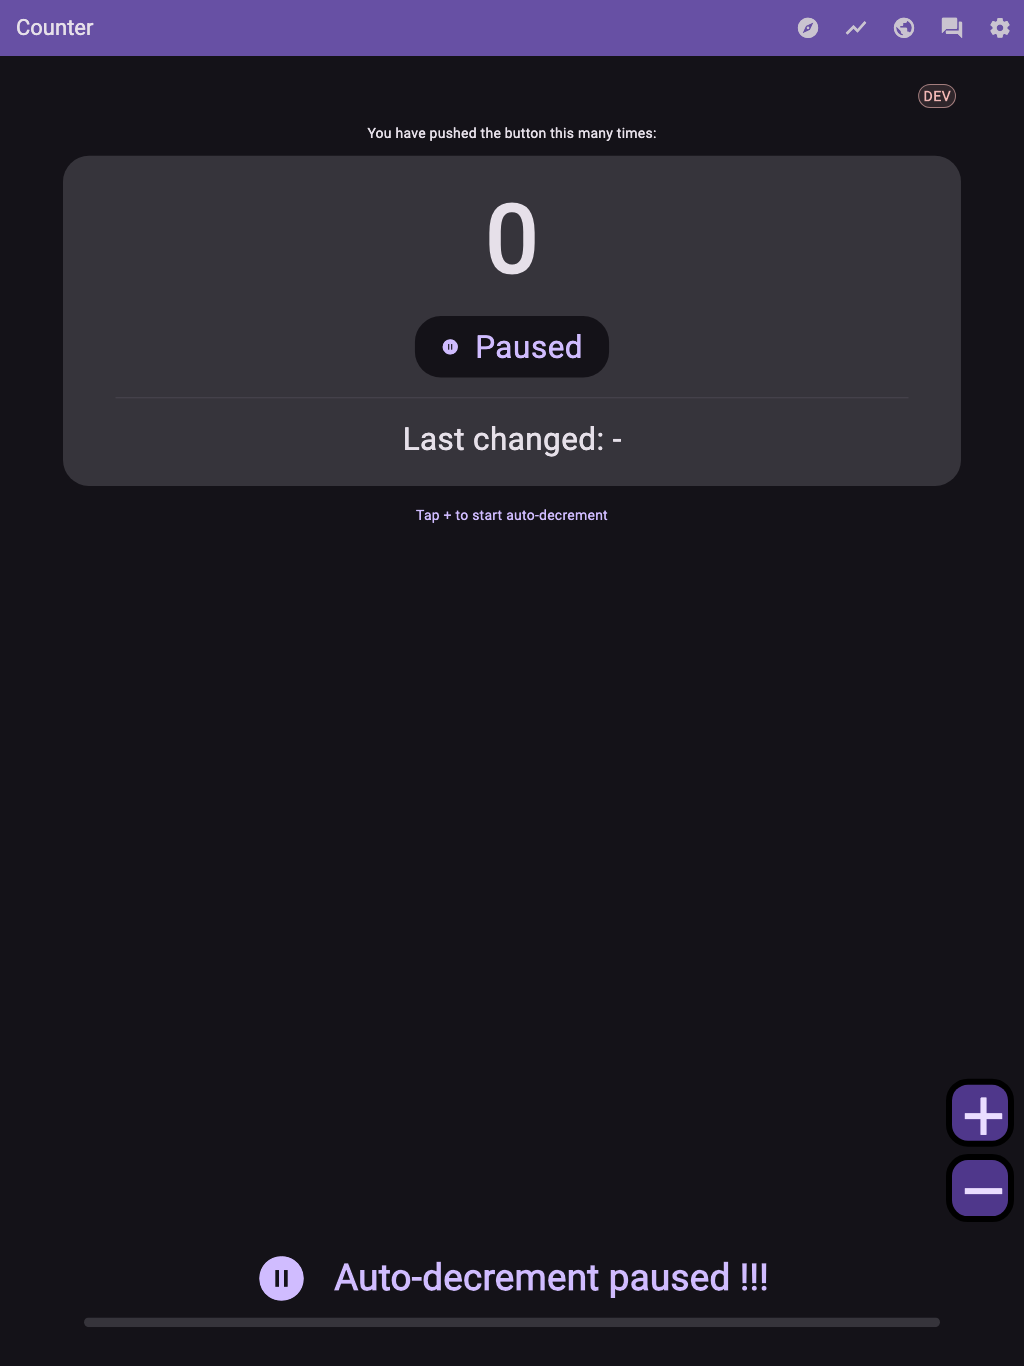 Counter
DEV
You have pushed the button this many times:
0
Paused
Last changed: -
Tap + to start auto-decrement
+
−
Auto-decrement paused !!!